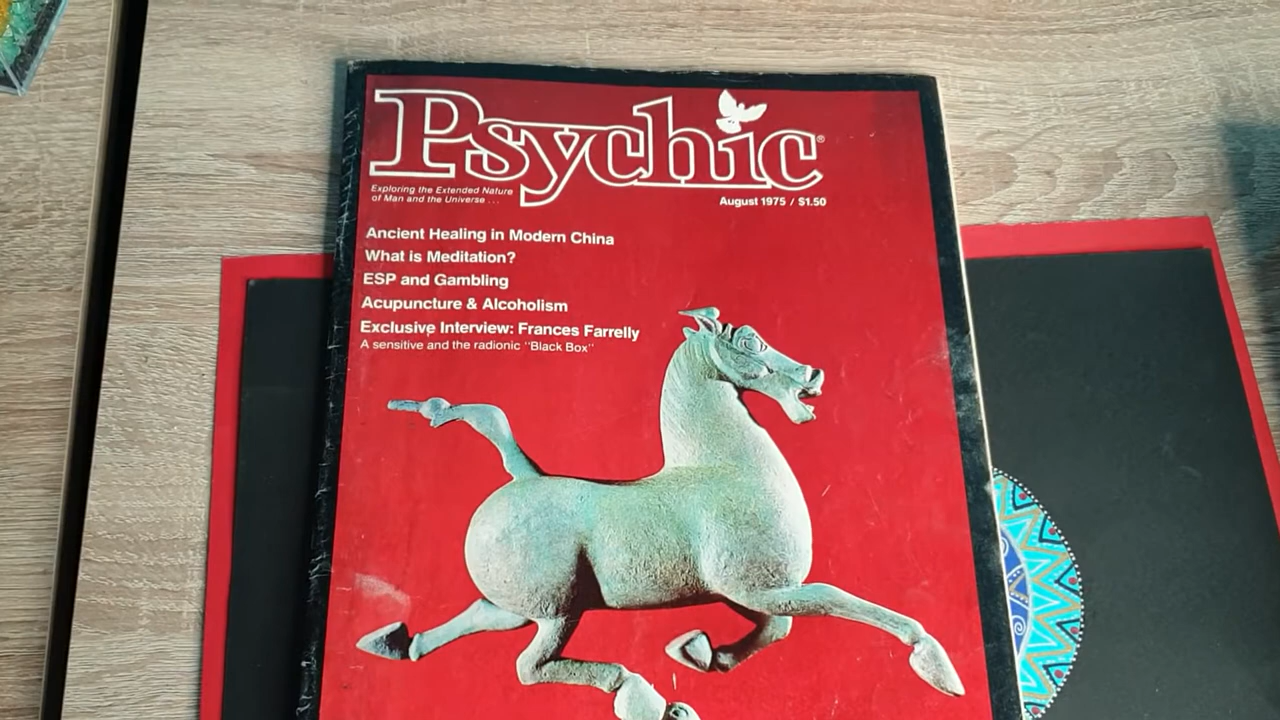 Psychic®
Exploring the Extended Nature
of Man and the Universe ...
August 1975 / $1.50
Ancient Healing in Modern China
What is Meditation?
ESP and Gambling
Acupuncture & Alcoholism
Exclusive Interview: Frances Farrelly
A sensitive and the radionic "Black Box"